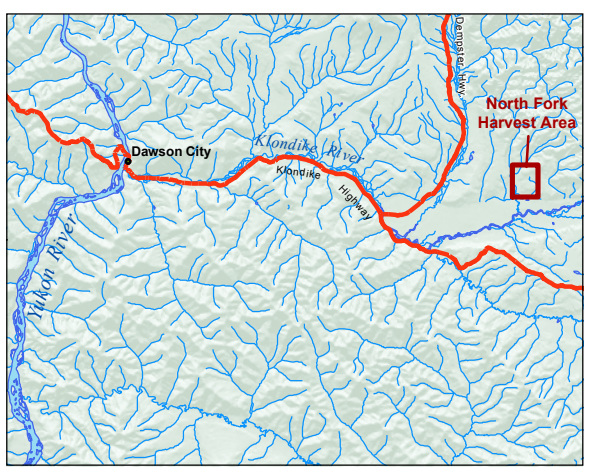 Dempster Hwy.
North Fork
Harvest Area
Dawson City
Klondike River
Klondike
Highway
Yukon River